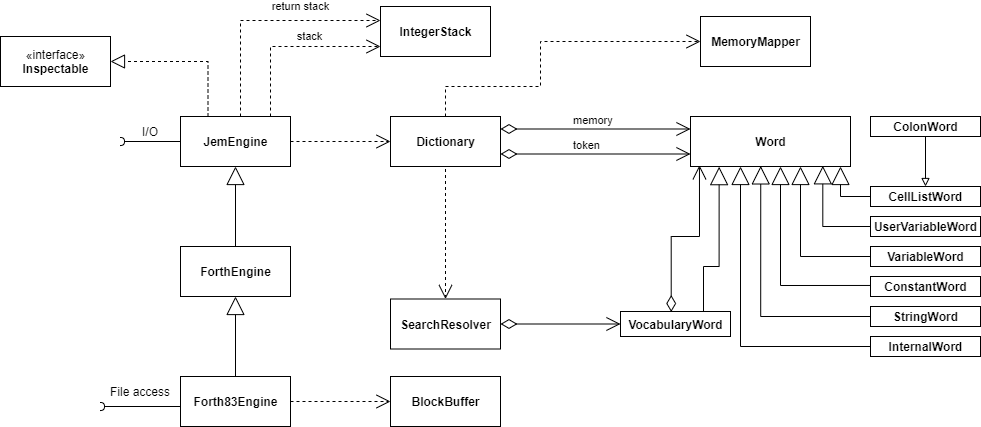 return stack
IntegerStack
stack
MemoryMapper
«interface»
Inspectable
I/O
JemEngine
Dictionary
memory
token
Word
ColonWord
CellListWord
UserVariableWord
VariableWord
ConstantWord
StringWord
InternalWord
ForthEngine
SearchResolver
VocabularyWord
File access
Forth83Engine
BlockBuffer